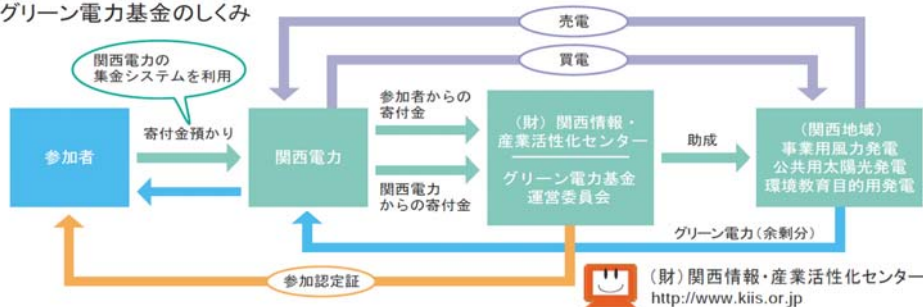 グリーン電力基金のしくみ
売電
買電
関西電力の
集金システムを利用
寄付金預かり
参加者
関西電力
参加者からの
寄付金
関西電力
からの寄付金
（財）関西情報・
産業活性化センター
グリーン電力基金
運営委員会
助成
（関西地域）
事業用風力発電
公共用太陽光発電
環境教育目的用発電
グリーン電力（余剰分）
参加認定証
（財）関西情報・産業活性化センター
http://www.kiis.or.jp